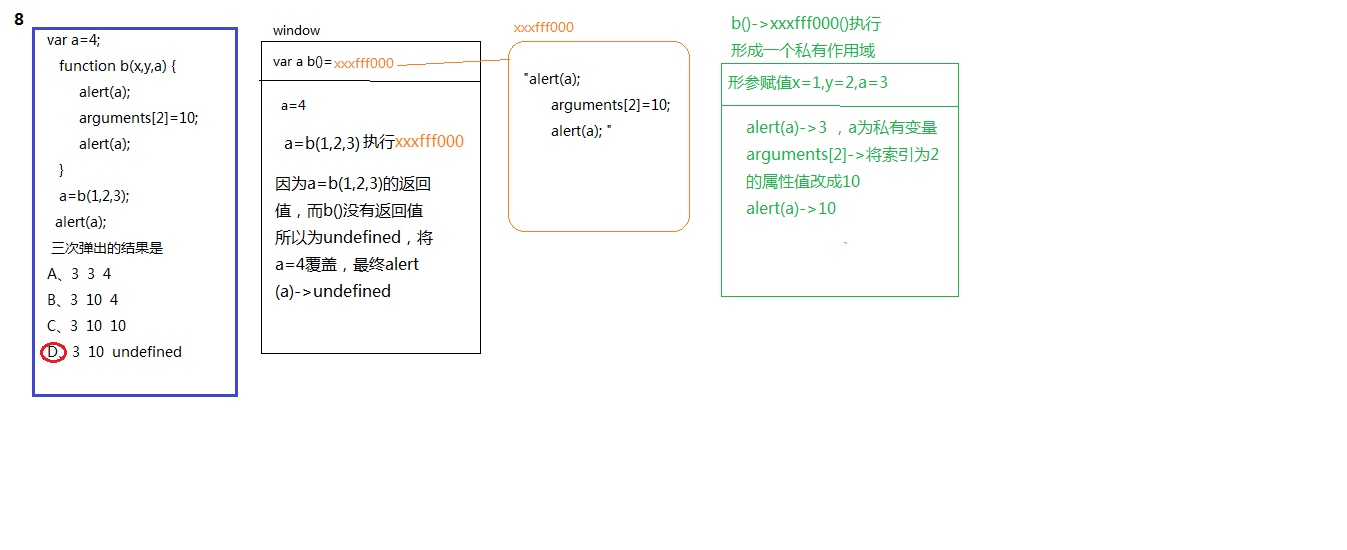 8
var a=4;
function b(x,y,a) {
alert(a);
arguments[2]=10;
alert(a);
}
a=b(1,2,3);
alert(a);
三次弹出的结果是
A、3 3 4
B、3 10 4
C、3 10 10
D、3 10 undefined
window
var a b()=xxxfff000
a=4
a=b(1,2,3)执行xxxfff000
因为a=b(1,2,3)的返回
值，而b()没有返回值
所以为undefined，将
a=4覆盖，最终alert
(a)->undefined
xxxfff000
"alert(a);
arguments[2]=10;
alert(a); "
b()->xxxfff000()执行
形成一个私有作用域
形参赋值x=1,y=2,a=3
alert(a)->3 ，a为私有变量
arguments[2]->将索引为2
的属性值改成10
alert(a)->10